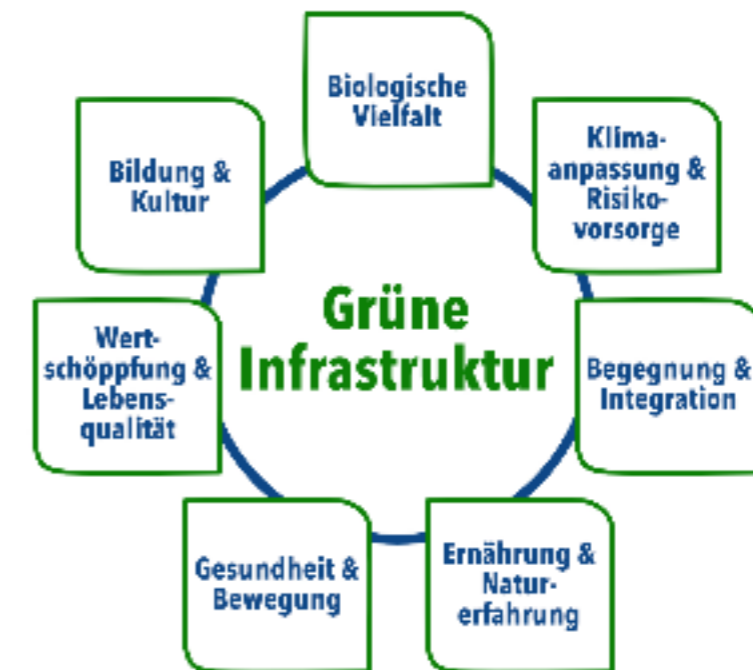 Biologische
Vielfalt
Klima-
anpassung &
Risiko-
vorsorge
Begegnung &
Integration
Ernährung &
Natur-
erfahrung
Gesundheit &
Bewegung
Wert-
schöppfung &
Lebens-
qualität
Bildung &
Kultur
Grüne
Infrastruktur